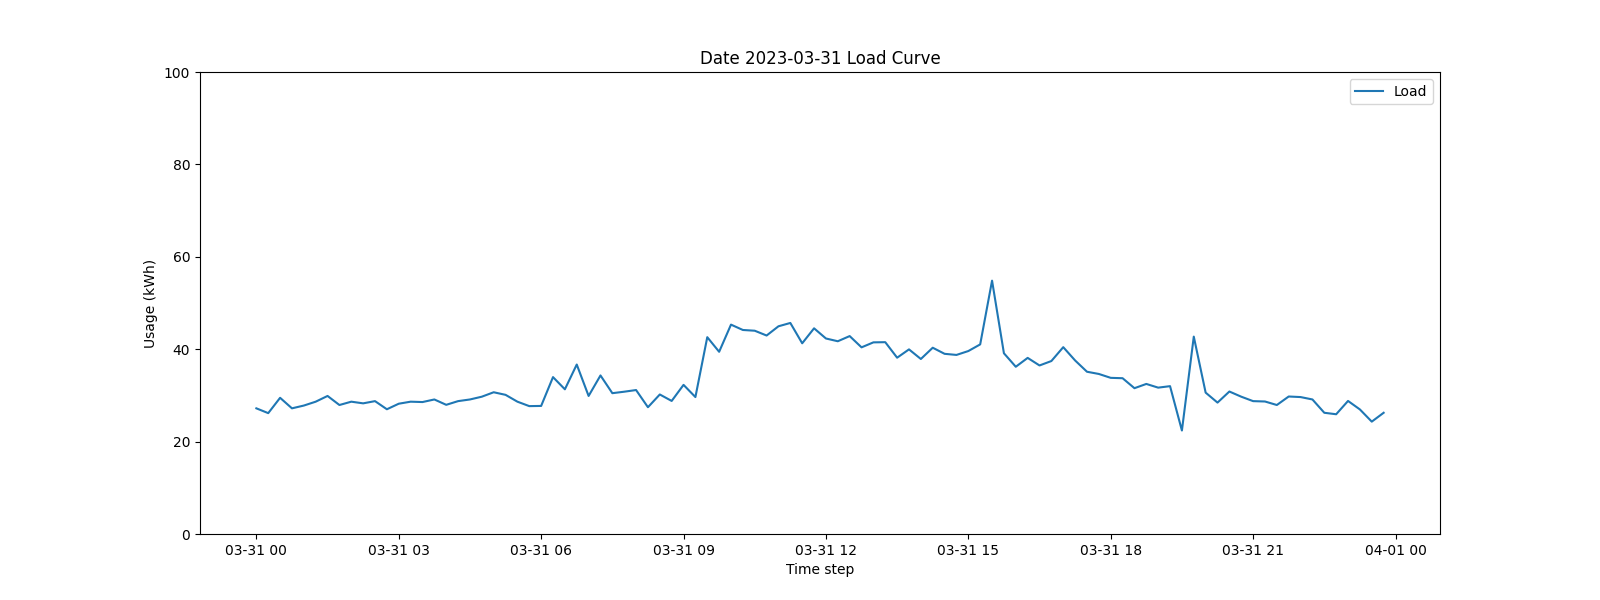 Date 2023-03-31 Load Curve
100
80
60
40
20
0
Usage (kWh)
Load
03-31 00 03-31 03 03-31 06 03-31 09 03-31 12 03-31 15 03-31 18 03-31 21 04-01 00
Time step